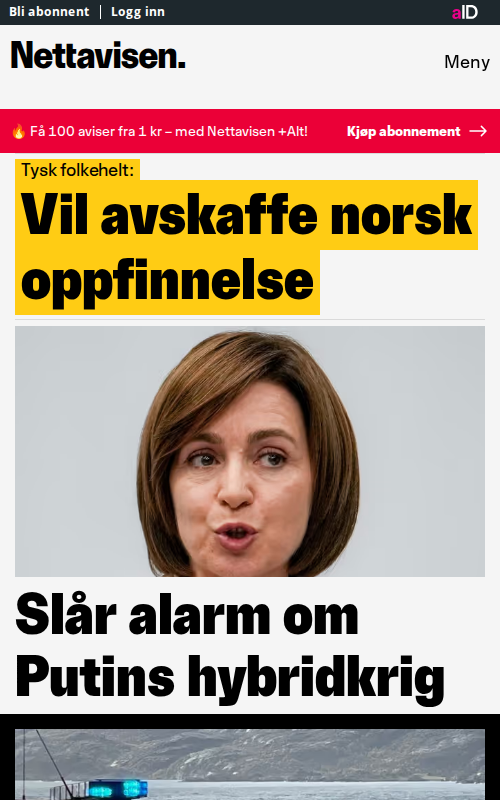 Bli abonnent | Logg inn
aID
Nettavisen.
Meny
🔥 Få 100 aviser fra 1 kr – med Nettavisen +Alt!
Kjøp abonnement →
Tysk folkehelt:
Vil avskaffe norsk
oppfinnelse
Slår alarm om
Putins hybridkrig